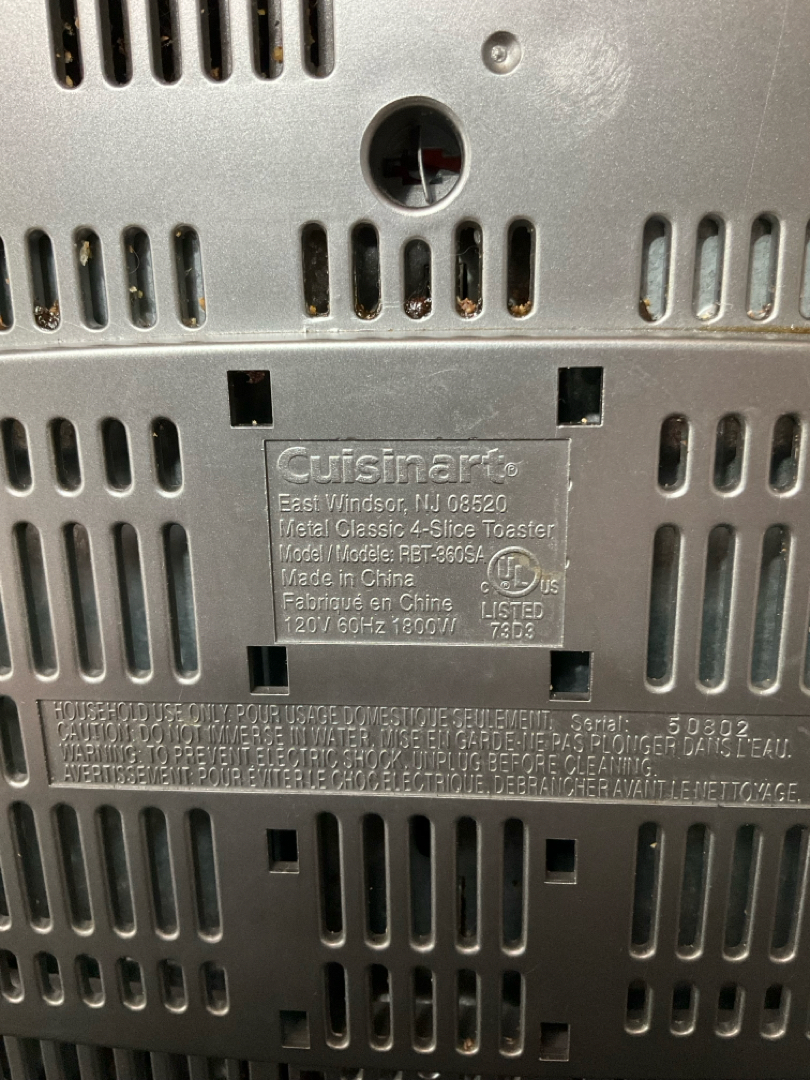 Cuisinart®
East Windsor, NJ 08520
Metal Classic 4-Slice Toaster
Model / Modèle: RBT-360SA
Made in China
Fabriqué en Chine
120V 60Hz 1800W
C UL ® US
LISTED
73D3
HOUSEHOLD USE ONLY. POUR USAGE DOMESTIQUE SEULEMENT. Serial: 50802
CAUTION: DO NOT IMMERSE IN WATER. MISE EN GARDE-NE PAS PLONGER DANS L'EAU.
WARNING: TO PREVENT ELECTRIC SHOCK, UNPLUG BEFORE CLEANING.
AVERTISSEMENT: POUR EVITER LE CHOC ELECTRIQUE, DEBRANCHER AVANT LE NETTOYAGE.